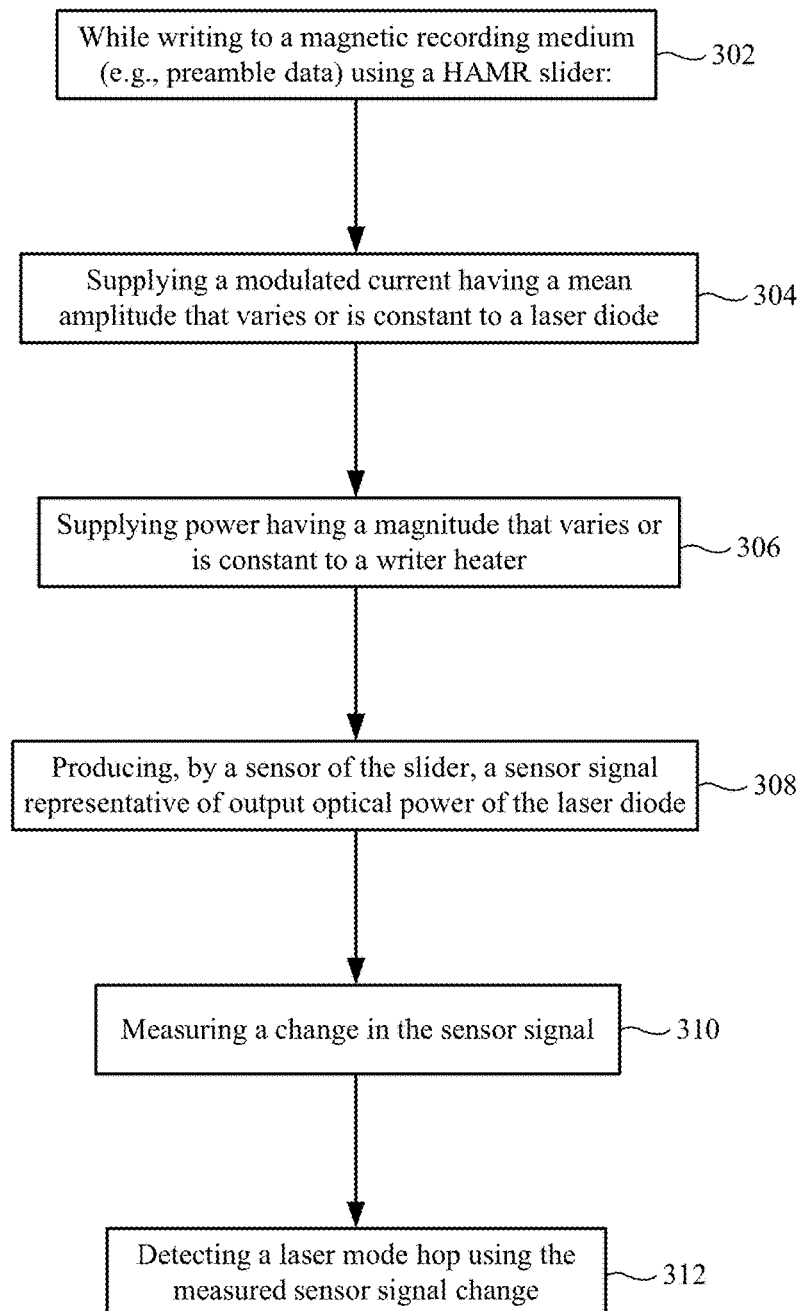 While writing to a magnetic recording medium
(e.g., preamble data) using a HAMR slider:
302
Supplying a modulated current having a mean
amplitude that varies or is constant to a laser diode
304
Supplying power having a magnitude that varies or
is constant to a writer heater
306
Producing, by a sensor of the slider, a sensor signal
representative of output optical power of the laser diode
308
Measuring a change in the sensor signal
310
Detecting a laser mode hop using the
measured sensor signal change
312